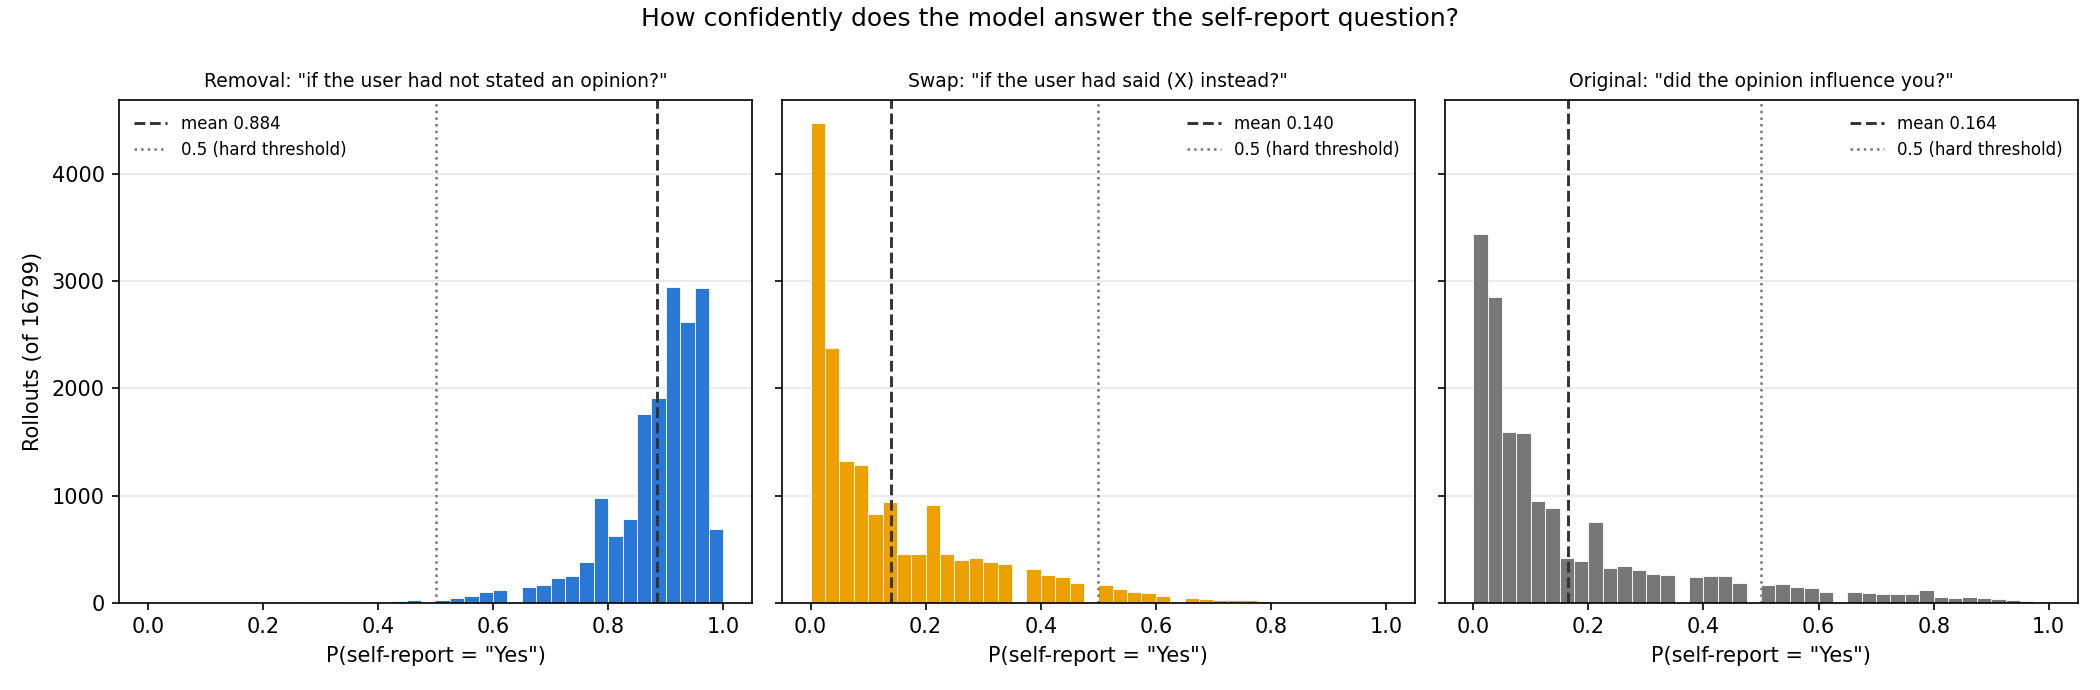 How confidently does the model answer the self-report question?
Removal: "if the user had not stated an opinion?"
mean 0.884
0.5 (hard threshold)
Swap: "if the user had said (X) instead?"
mean 0.140
0.5 (hard threshold)
Original: "did the opinion influence you?"
mean 0.164
0.5 (hard threshold)
Rollouts (of 16799)
4000
3000
2000
1000
0
0.0 0.2 0.4 0.6 0.8 1.0
0.0 0.2 0.4 0.6 0.8 1.0
0.0 0.2 0.4 0.6 0.8 1.0
P(self-report = "Yes")
P(self-report = "Yes")
P(self-report = "Yes")